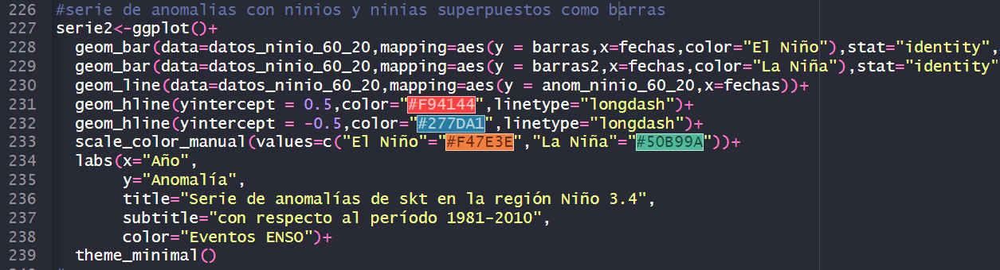 226 #serie de anomalias con ninios y ninias superpuestos como barras
227 serie2<-ggplot()+
228 geom_bar(data=datos_ninio_60_20,mapping=aes(y = barras,x=fechas,color="El Niño"),stat="identity",
229 geom_bar(data=datos_ninio_60_20,mapping=aes(y = barras2,x=fechas,color="La Niña"),stat="identity"
230 geom_line(data=datos_ninio_60_20,mapping=aes(y = anom_ninio_60_20,x=fechas))+
231 geom_hline(yintercept = 0.5,color="#F94144",linetype="longdash")+
232 geom_hline(yintercept = -0.5,color="#277DA1",linetype="longdash")+
233 scale_color_manual(values=c("El Niño"="#F47E3E","La Niña"="#50B99A"))+
234 labs(x="Año",
235 y="Anomalía",
236 title="Serie de anomalías de skt en la región Niño 3.4",
237 subtitle="con respecto al período 1981-2010",
238 color="Eventos ENSO")+
239 theme_minimal()